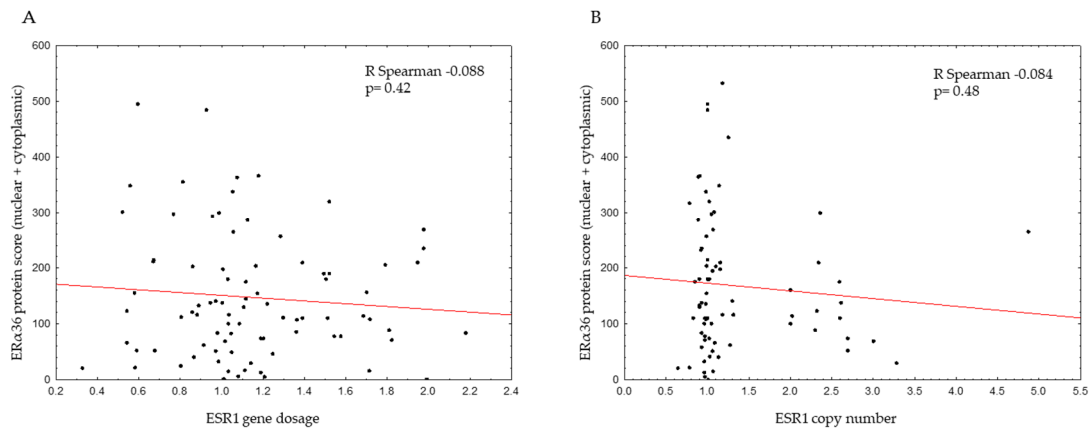 A
600
500
400
300
200
100
0
0.2 0.4 0.6 0.8 1.0 1.2 1.4 1.6 1.8 2.0 2.2 2.4
ERα36 protein score (nuclear + cytoplasmic)
ESR1 gene dosage
R Spearman -0.088
p= 0.42
B
600
500
400
300
200
100
0
0.0 0.5 1.0 1.5 2.0 2.5 3.0 3.5 4.0 4.5 5.0 5.5
ERα36 protein score (nuclear + cytoplasmic)
ESR1 copy number
R Spearman -0.084
p= 0.48